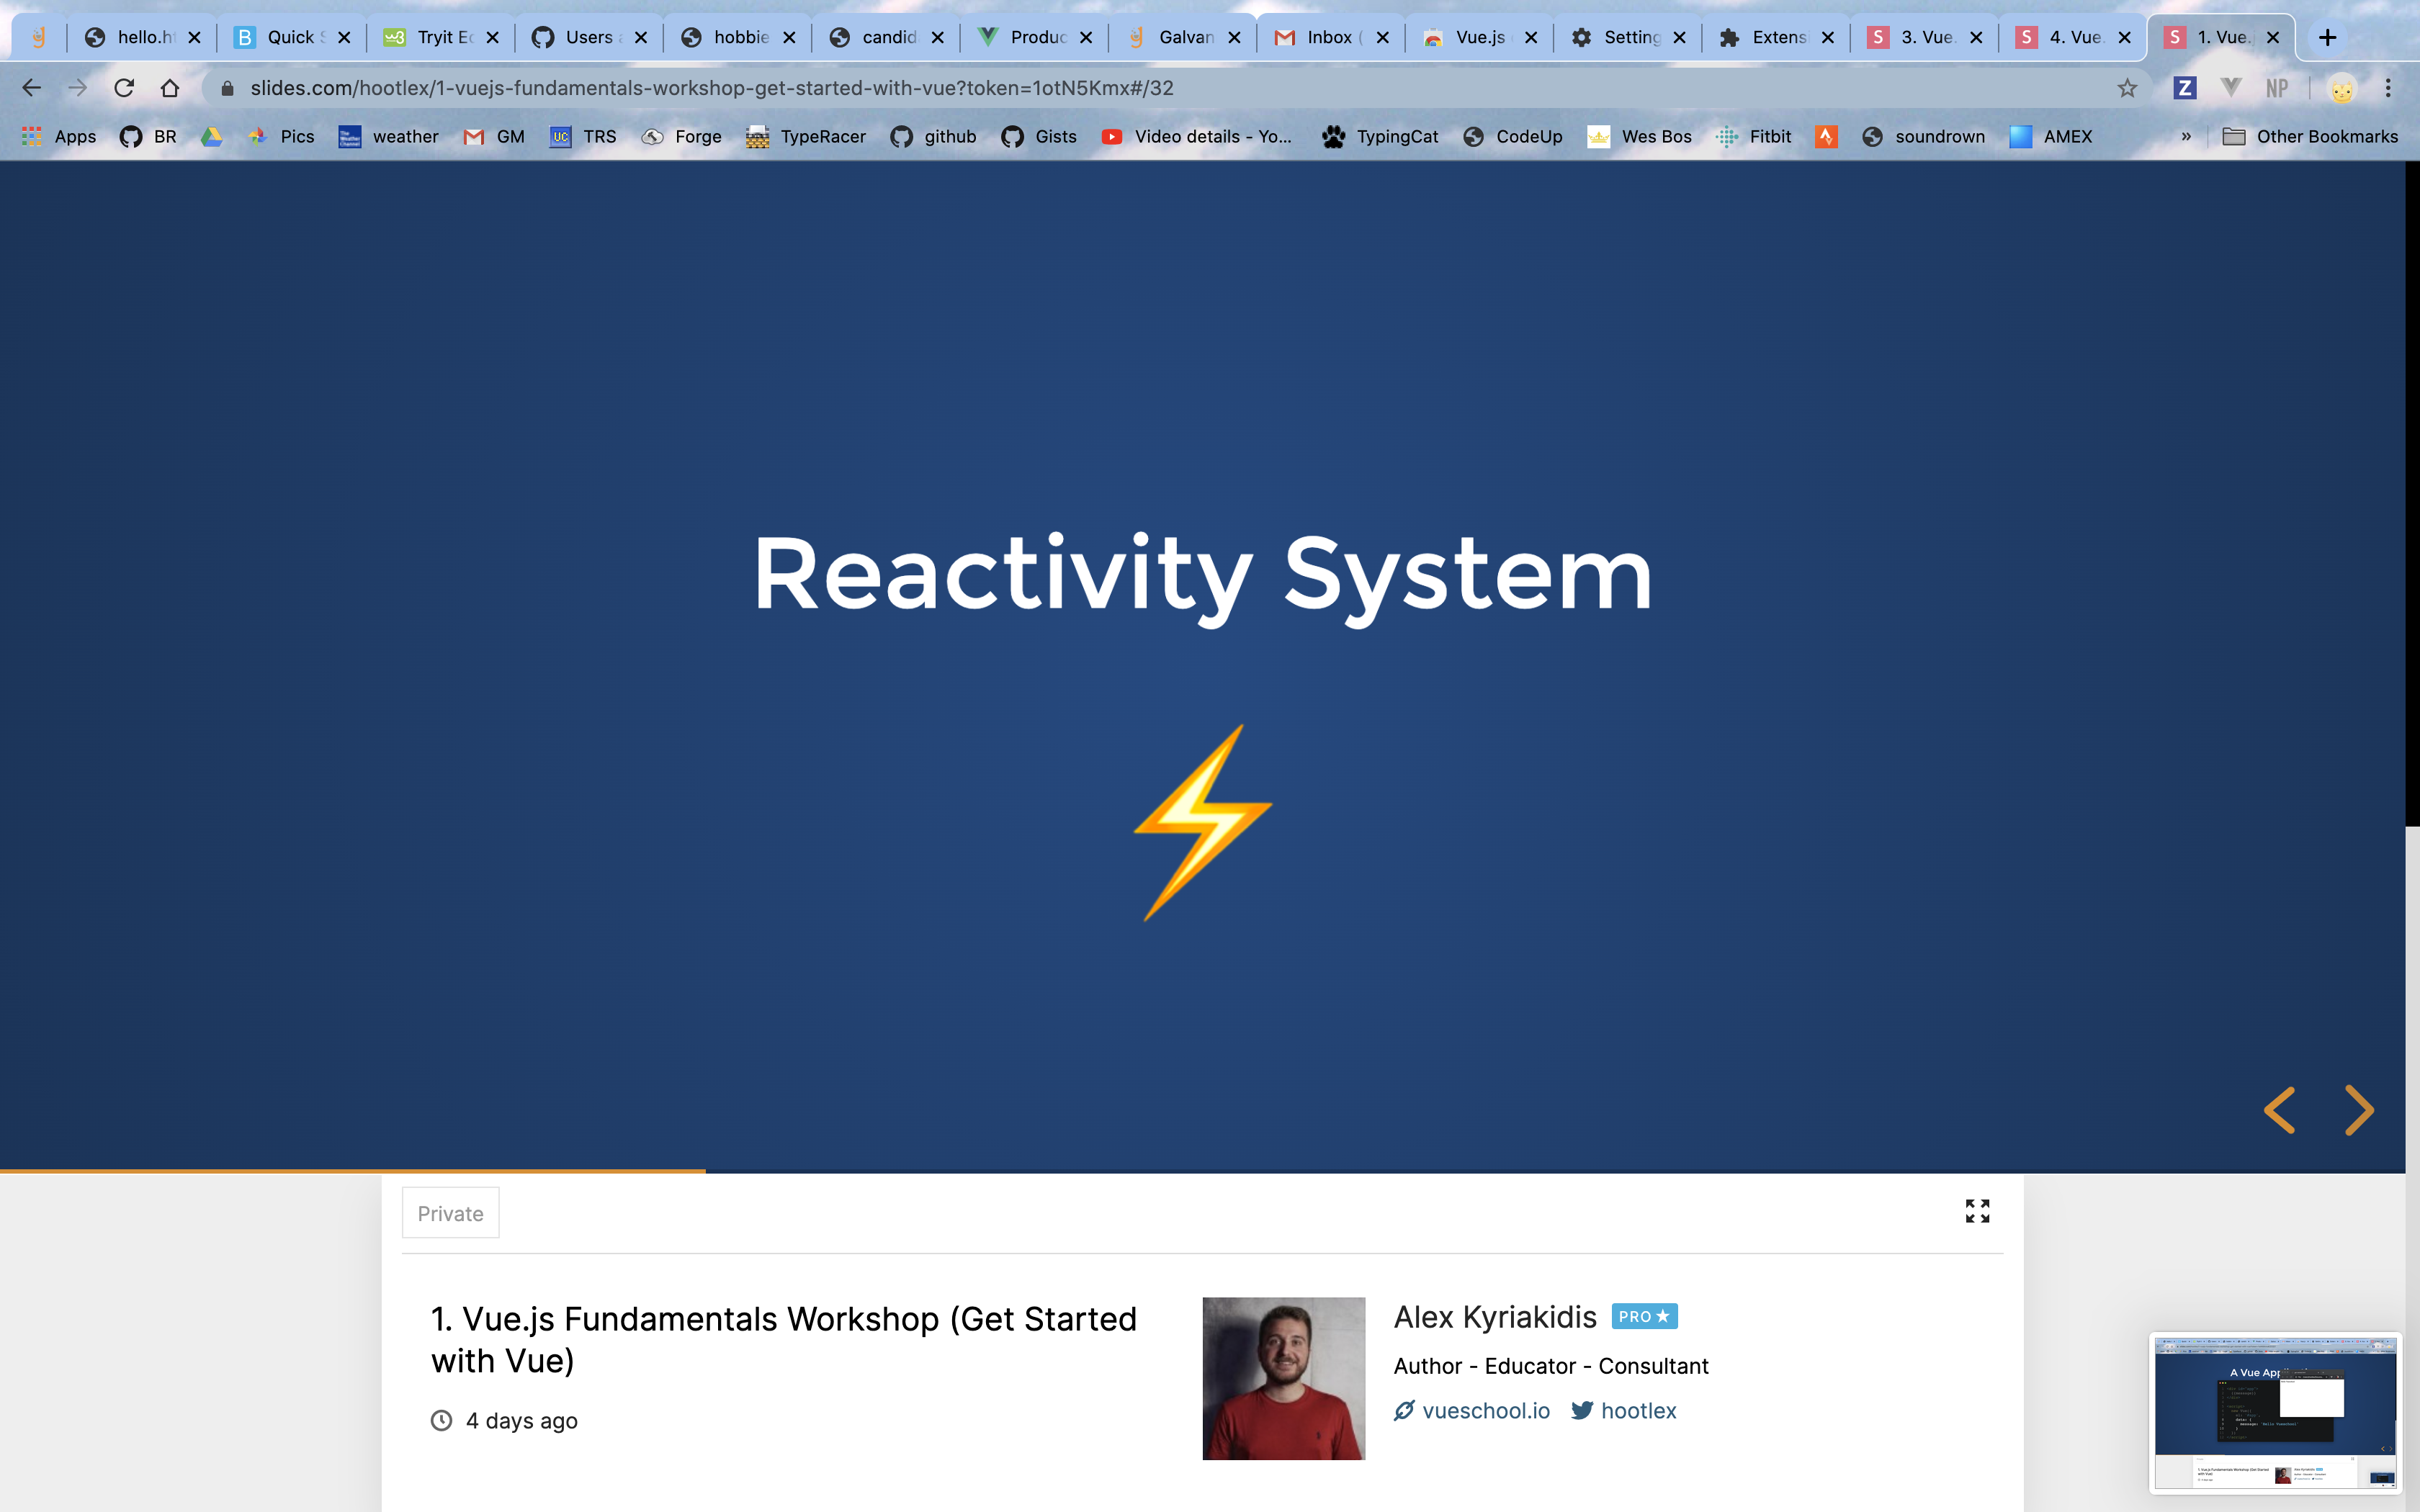 hello.h
Quick S
Tryit Ec
Users a
hobbie
candid
Produc
Galvan
Inbox (
Vue.js
Setting
Extensi
S 3. Vue.
S 4. Vue.
S 1. Vue.
slides.com/hootlex/1-vuejs-fundamentals-workshop-get-started-with-vue?token=1otN5Kmx#/32
Z NP
Apps BR Pics weather GM UC TRS Forge TypeRacer github Gists Video details - Yo... TypingCat CodeUp Wes Bos Fitbit soundrown AMEX » Other Bookmarks
Reactivity System
Private
1. Vue.js Fundamentals Workshop (Get Started
with Vue)
4 days ago
Alex Kyriakidis PRO
Author - Educator - Consultant
vueschool.io hootlex
A Vue App